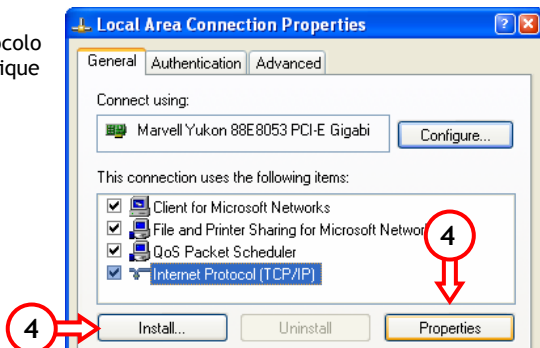 Local Area Connection Properties
ocolo
ique
General Authentication Advanced
Connect using:
Marvell Yukon 88E8053 PCI-E Gigabi Configure...
This connection uses the following items:
Client for Microsoft Networks
File and Printer Sharing for Microsoft Networ
4
QoS Packet Scheduler
Internet Protocol (TCP/IP)
4 Install... Uninstall Properties